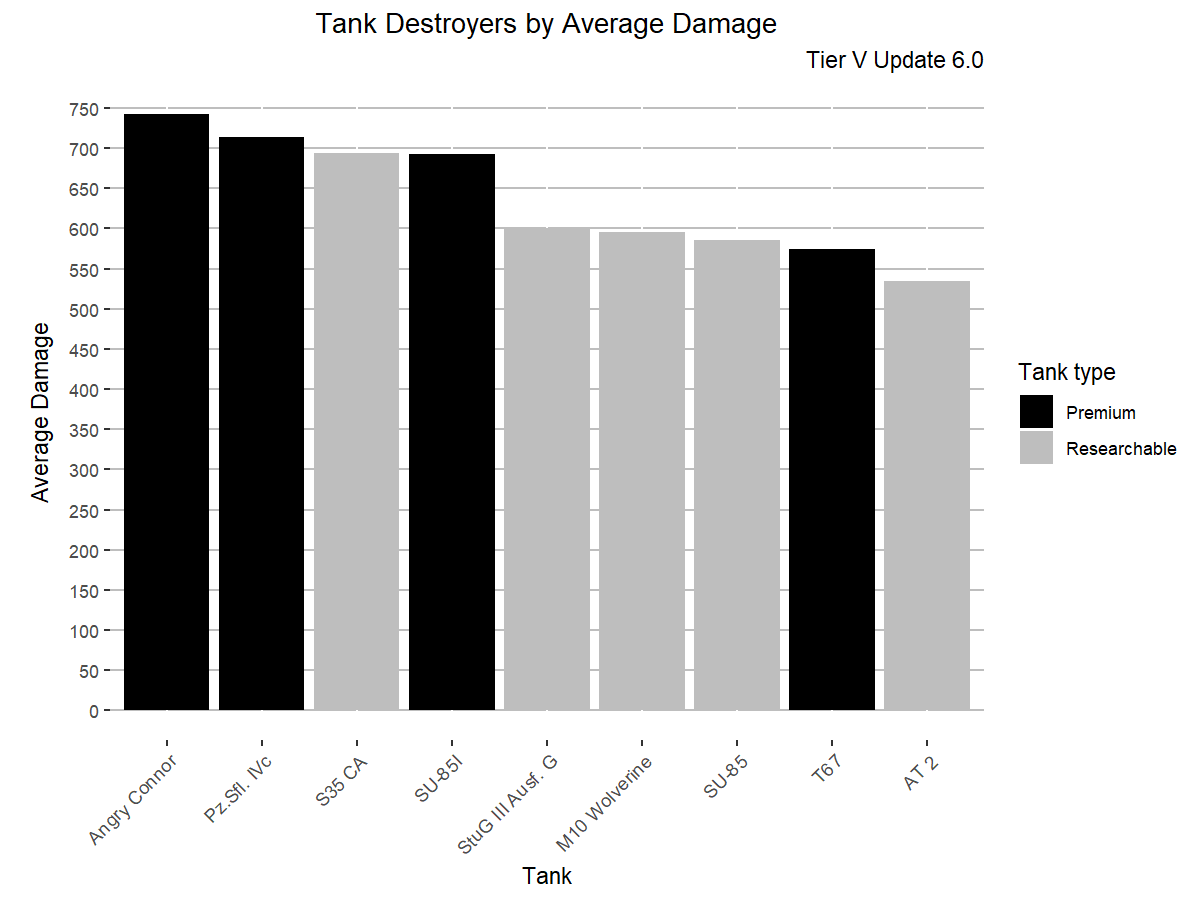 Tank Destroyers by Average Damage
Tier V Update 6.0
750
700
650
600
550
500
450
400
350
300
250
200
150
100
50
0
Average Damage
Angry Connor
Pz.Sfl. IVc
S35 CA
SU-85I
StuG III Ausf. G
M10 Wolverine
SU-85
T67
AT 2
Tank
Tank type
Premium
Researchable